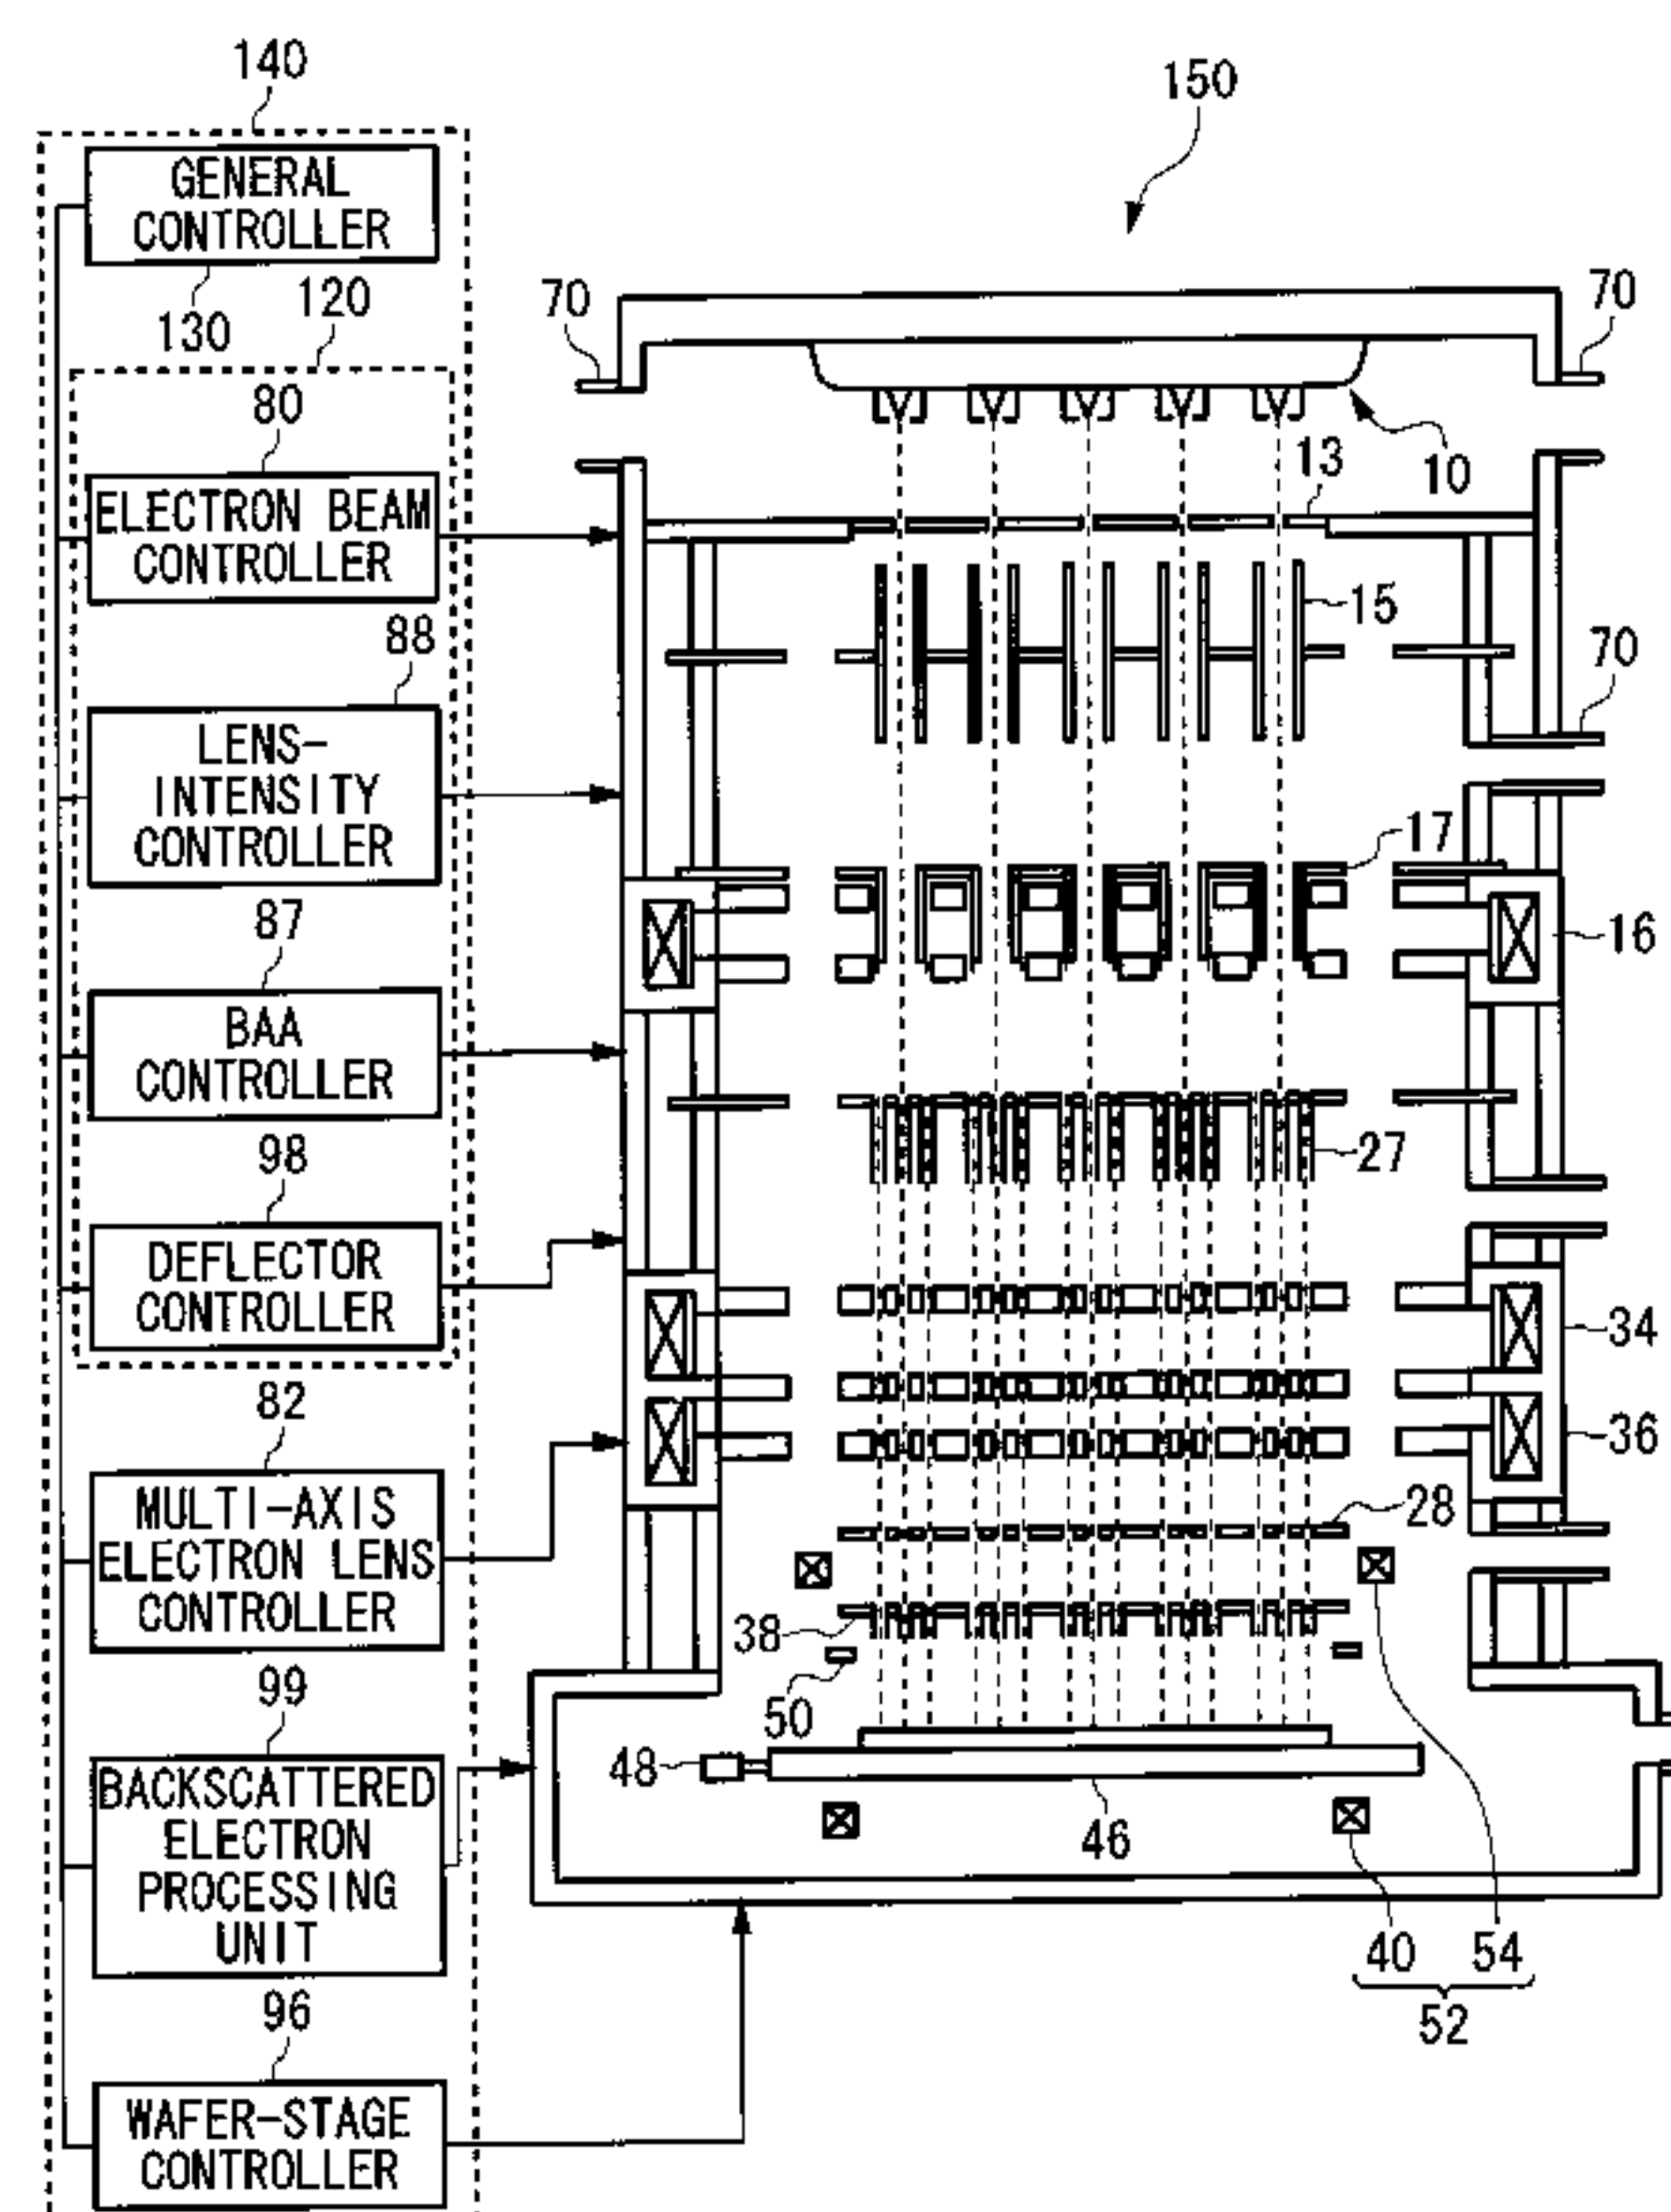 140
GENERAL
CONTROLLER
130
120
80
ELECTRON BEAM
CONTROLLER
88
LENS-
INTENSITY
CONTROLLER
87
BAA
CONTROLLER
98
DEFLECTOR
CONTROLLER
82
MULTI-AXIS
ELECTRON LENS
CONTROLLER
99
BACKSCATTERED
ELECTRON
PROCESSING
UNIT
96
WAFER-STAGE
CONTROLLER
150
70
70
10
13
15
70
17
16
27
34
36
28
38
50
48
46
40 54
52